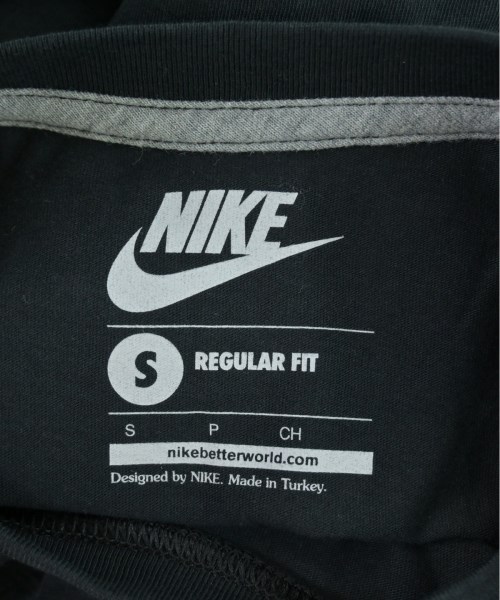 NIKE
S REGULAR FIT
S P CH
nikebetterworld.com
Designed by NIKE. Made in Turkey.